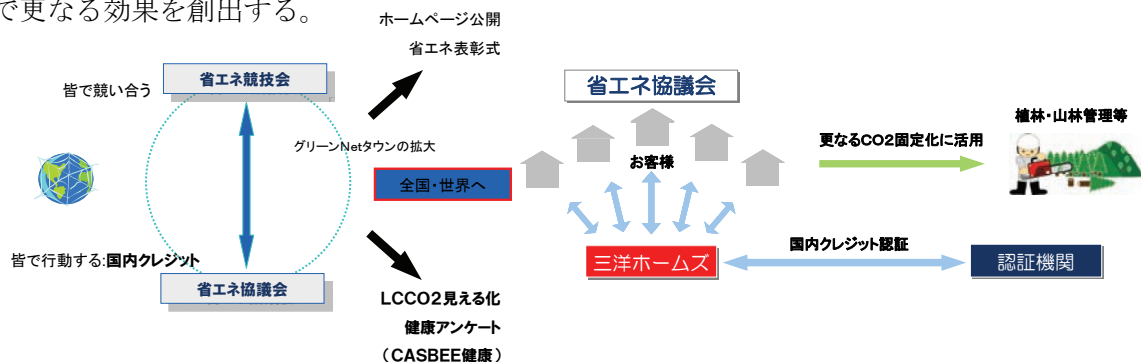 で更なる効果を創出する。
ホームページ公開
省エネ表彰式
省エネ競技会
皆で競い合う
グリーンNetタウンの拡大
全国・世界へ
皆で行動する:国内クレジット
省エネ協議会
LCCO2見える化
健康アンケート
（CASBEE健康）
省エネ協議会
お客様
三洋ホームズ
更なるCO2固定化に活用
植林・山林管理等
国内クレジット認証
認証機関